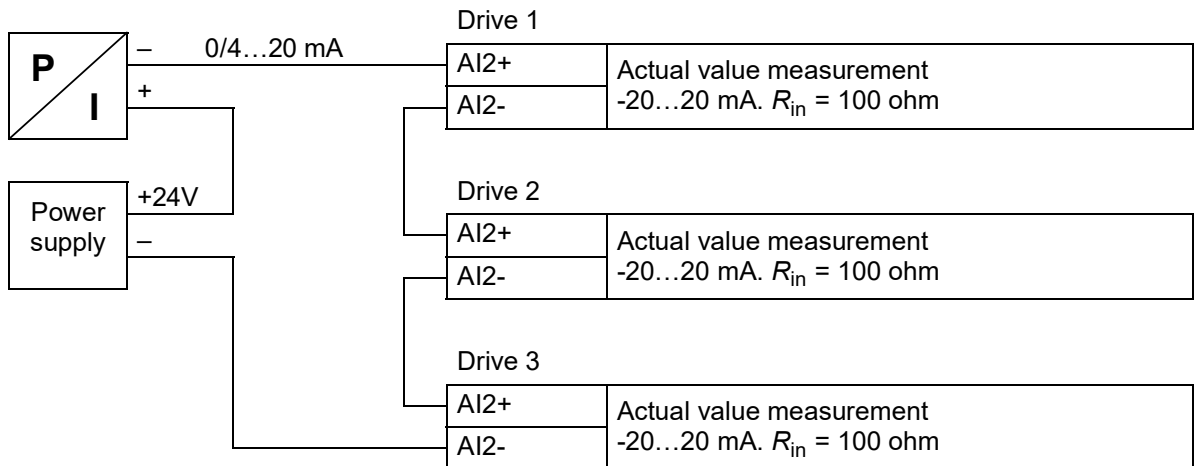 Drive 1
P
I
–
0/4…20 mA
+
AI2+
AI2-
Actual value measurement
-20…20 mA. Rin = 100 ohm
Power
supply
+24V
–
Drive 2
AI2+
AI2-
Actual value measurement
-20…20 mA. Rin = 100 ohm
Drive 3
AI2+
AI2-
Actual value measurement
-20…20 mA. Rin = 100 ohm